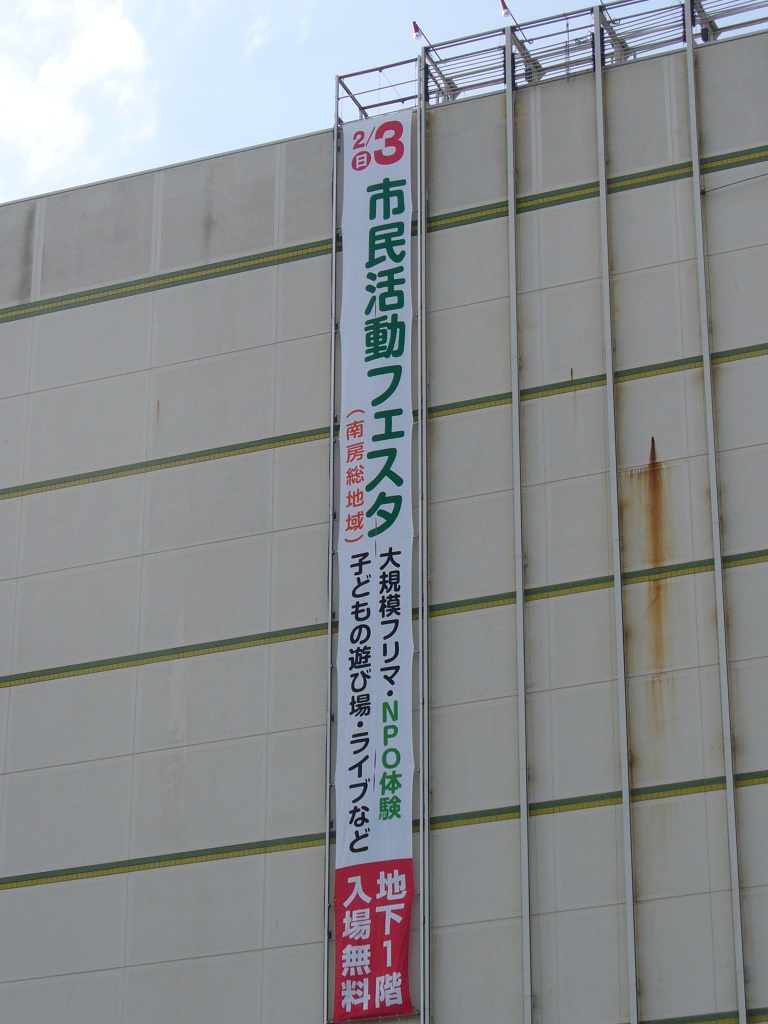 2/3
日
市民活動フェスタ
(南房総地域)
大規模フリマ・NPO体験
子どもの遊び場・ライブなど
地下1階
入場無料